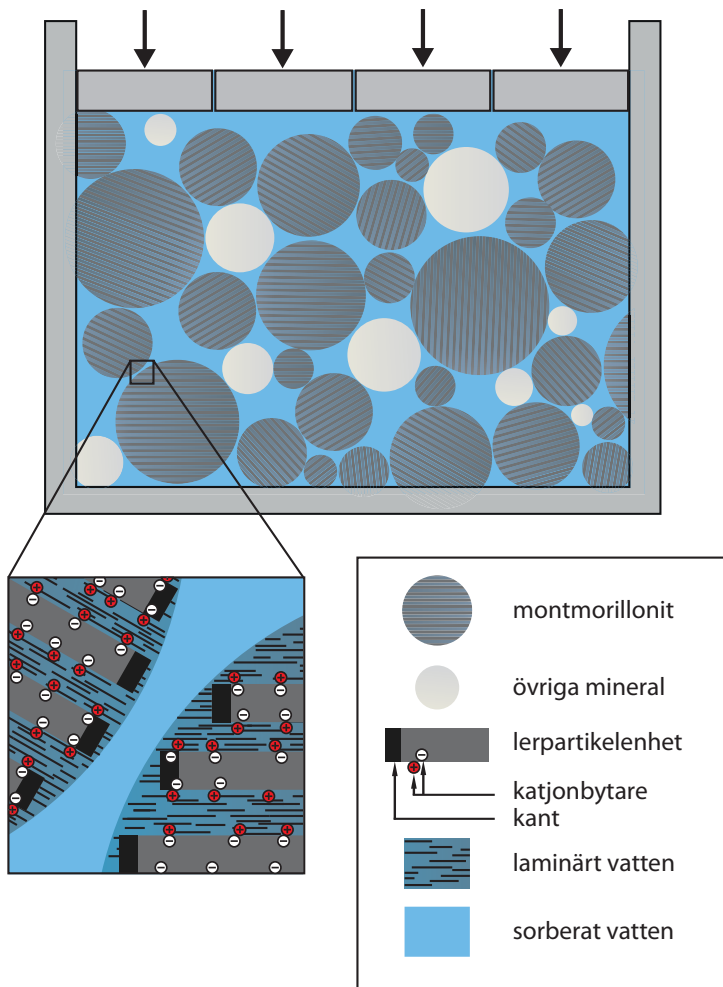 montmorillonit
övriga mineral
lerpartikelenhet
katjonbytare
kant
laminärt vatten
sorberat vatten